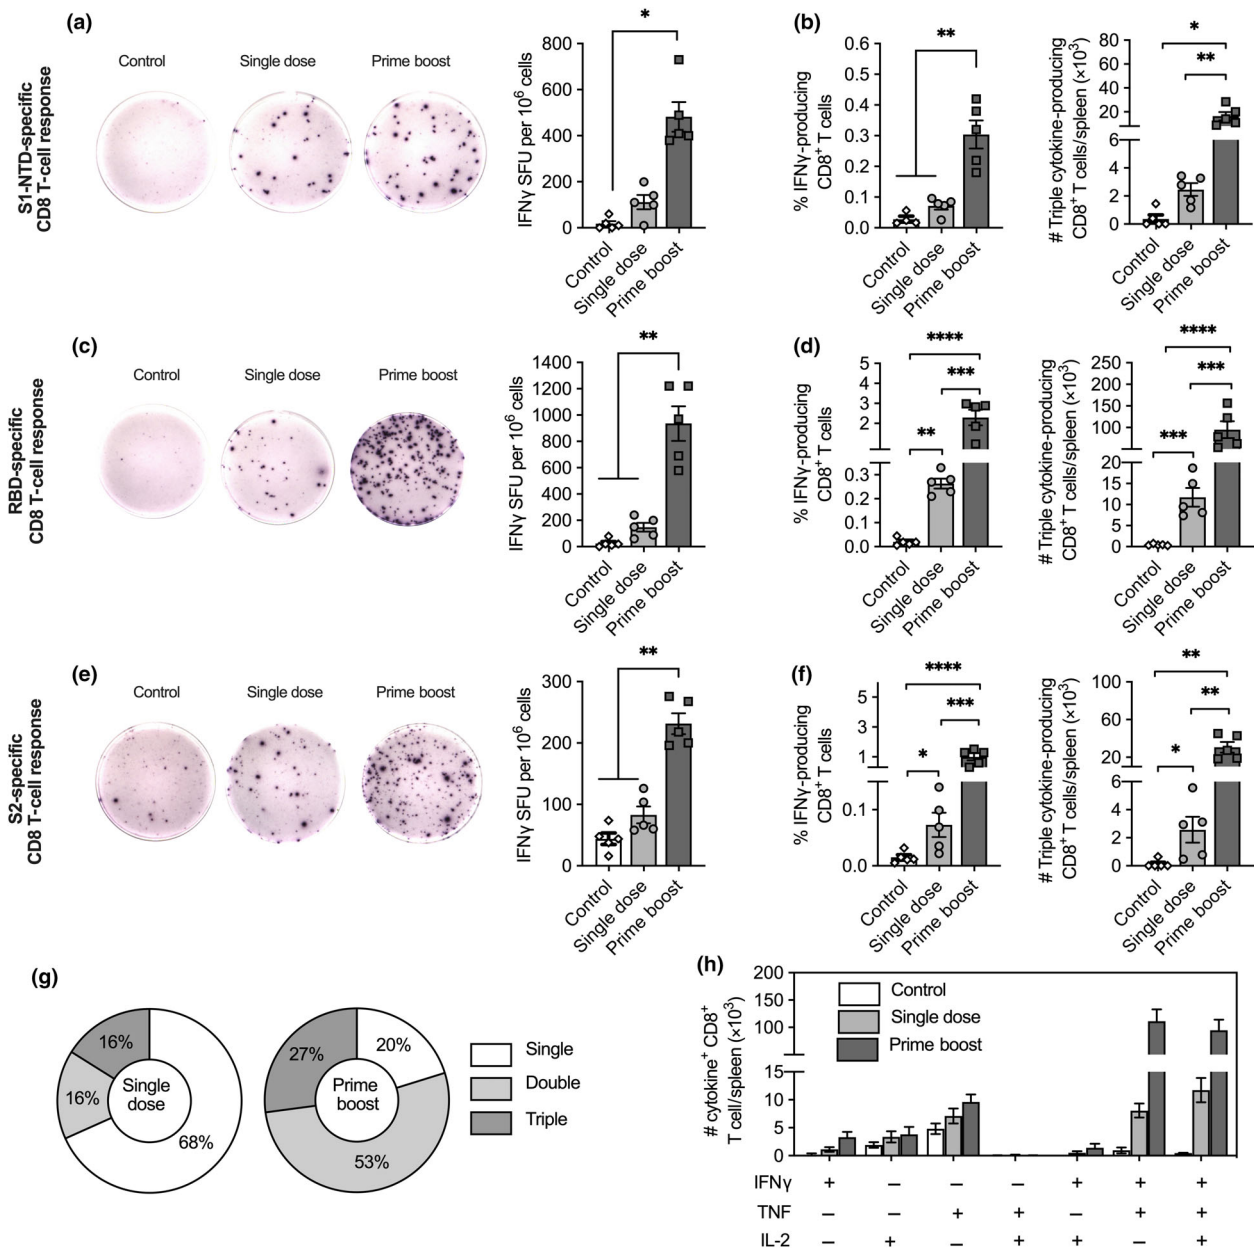 (a)
S1-NTD-specific
CD8 T-cell response
Control
Single dose
Prime boost
IFNγ SFU per 10⁶ cells
800
600
400
200
0
*
Control
Single dose
Prime boost
(b)
% IFNγ-producing
CD8⁺ T cells
0.6
0.5
0.4
0.3
0.2
0.1
0.0
**
Control
Single dose
Prime boost
# Triple cytokine-producing
CD8⁺ T cells/spleen (×10³)
80
60
40
20
6
4
2
0
*
**
Control
Single dose
Prime boost
(c)
RBD-specific
CD8 T-cell response
Control
Single dose
Prime boost
IFNγ SFU per 10⁶ cells
1400
1200
1000
800
600
400
200
0
**
Control
Single dose
Prime boost
(d)
% IFNγ-producing
CD8⁺ T cells
5
4
3
2
1
0.3
0.2
0.1
0.0
****
***
**
Control
Single dose
Prime boost
# Triple cytokine-producing
CD8⁺ T cells/spleen (×10³)
250
200
150
100
50
20
15
10
5
0
****
***
***
Control
Single dose
Prime boost
(e)
S2-specific
CD8 T-cell response
Control
Single dose
Prime boost
IFNγ SFU per 10⁶ cells
300
200
100
0
**
Control
Single dose
Prime boost
(f)
% IFNγ-producing
CD8⁺ T cells
5
3
1
0.1
0.0
****
***
*
Control
Single dose
Prime boost
# Triple cytokine-producing
CD8⁺ T cells/spleen (×10³)
100
60
20
6
4
2
0
**
**
*
Control
Single dose
Prime boost
(g)
16%
16%
68%
Single
dose
27%
20%
53%
Prime
boost
Single
Double
Triple
(h)
# cytokine⁺ CD8⁺
T cell/spleen (×10³)
200
150
100
50
15
10
5
0
Control
Single dose
Prime boost
IFNγ + – – – + + +
TNF – – + + – + +
IL-2 – + – + + – +